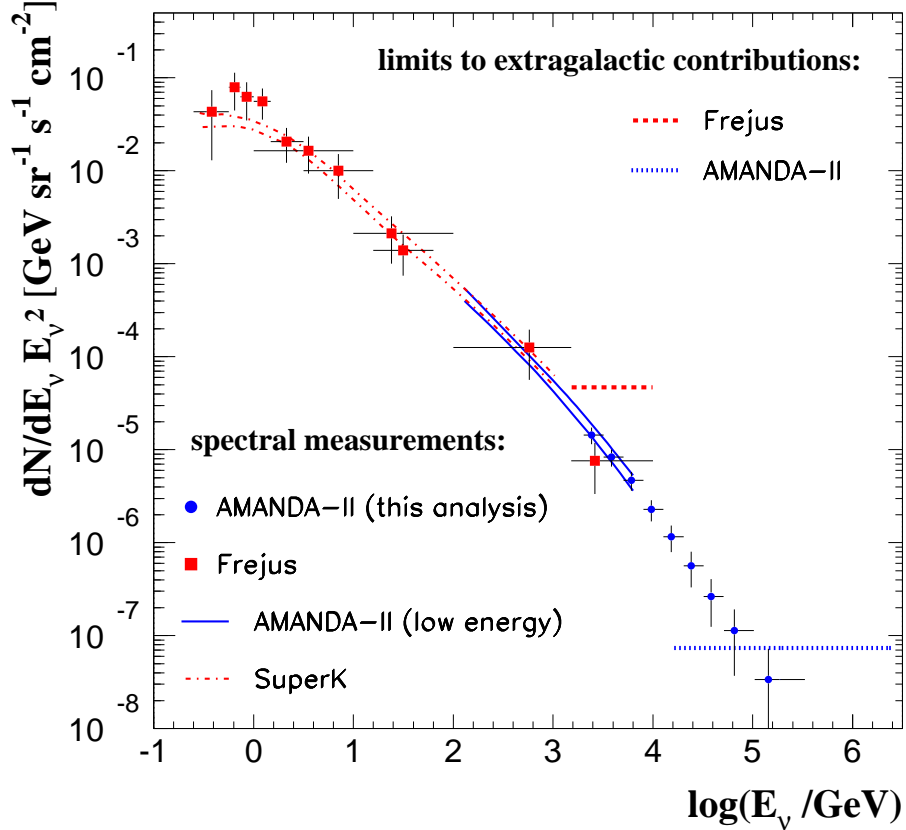 dN/dE_ν E_ν^2 [GeV sr^-1 s^-1 cm^-2]
10^-1
10^-2
10^-3
10^-4
10^-5
10^-6
10^-7
10^-8
limits to extragalactic contributions:
Frejus
AMANDA-II
spectral measurements:
AMANDA-II (this analysis)
Frejus
AMANDA-II (low energy)
SuperK
-1 0 1 2 3 4 5 6
log(E_ν /GeV)